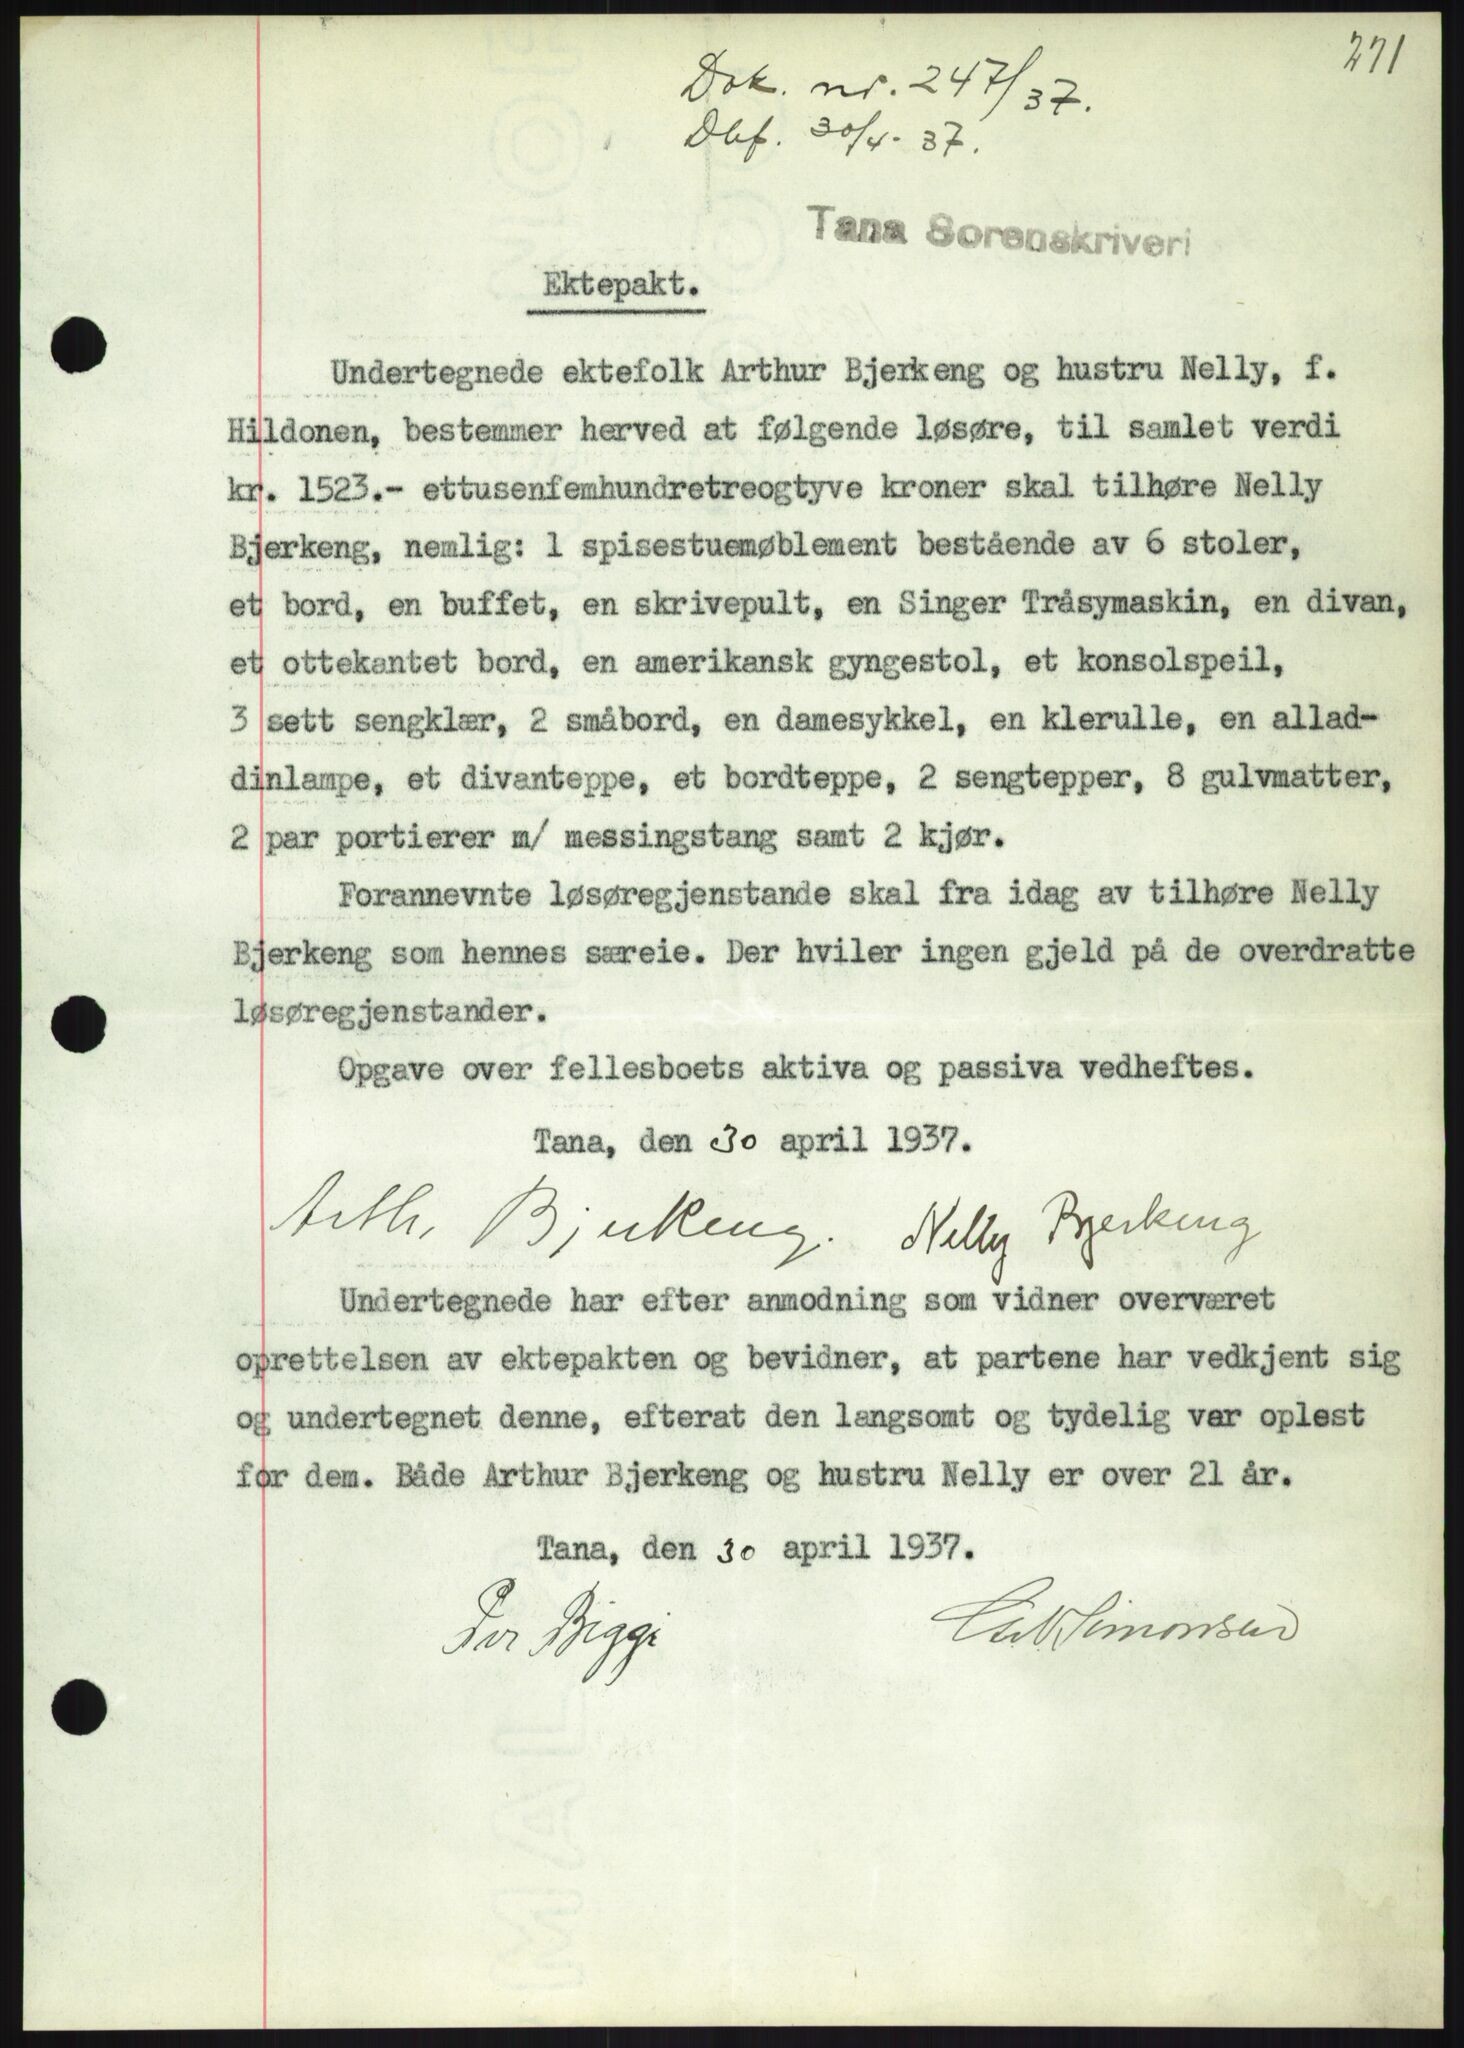 271
Dok. nr. 247/37.
Dbf. 30/4-37.
Tana Sorenskriveri
Ektepakt.
Undertegnede ektefolk Arthur Bjerkeng og hustru Nelly, f.
Hildonen, bestemmer herved at følgende løsøre, til samlet verdi
kr. 1523.- ettusenfemhundretreogtyve kroner skal tilhøre Nelly
Bjerkeng, nemlig: 1 spisestuemøblement bestående av 6 stoler,
et bord, en buffet, en skrivepult, en Singer Tråsymaskin, en divan,
et ottekantet bord, en amerikansk gyngestol, et konsolspeil,
3 sett sengklær, 2 småbord, en damesykkel, en klerulle, en allad-
dinlampe, et divanteppe, et bordteppe, 2 sengtepper, 8 gulvmatter,
2 par portierer m/ messingstang samt 2 kjør.
Forannevnte løsøregjenstande skal fra idag av tilhøre Nelly
Bjerkeng som hennes særeie. Der hviler ingen gjeld på de overdratte
løsøregjenstander.
Opgave over fellesboets aktiva og passiva vedheftes.
Tana, den 30 april 1937.
Arth. Bjerkeng. Nelly Bjerkeng
Undertegnede har efter anmodning som vidner overværet
oprettelsen av ektepakten og bevidner, at partene har vedkjent sig
og undertegnet denne, efterat den langsomt og tydelig var oplest
for dem. Både Arthur Bjerkeng og hustru Nelly er over 21 år.
Tana, den 30 april 1937.
Per Biggi Simonsen